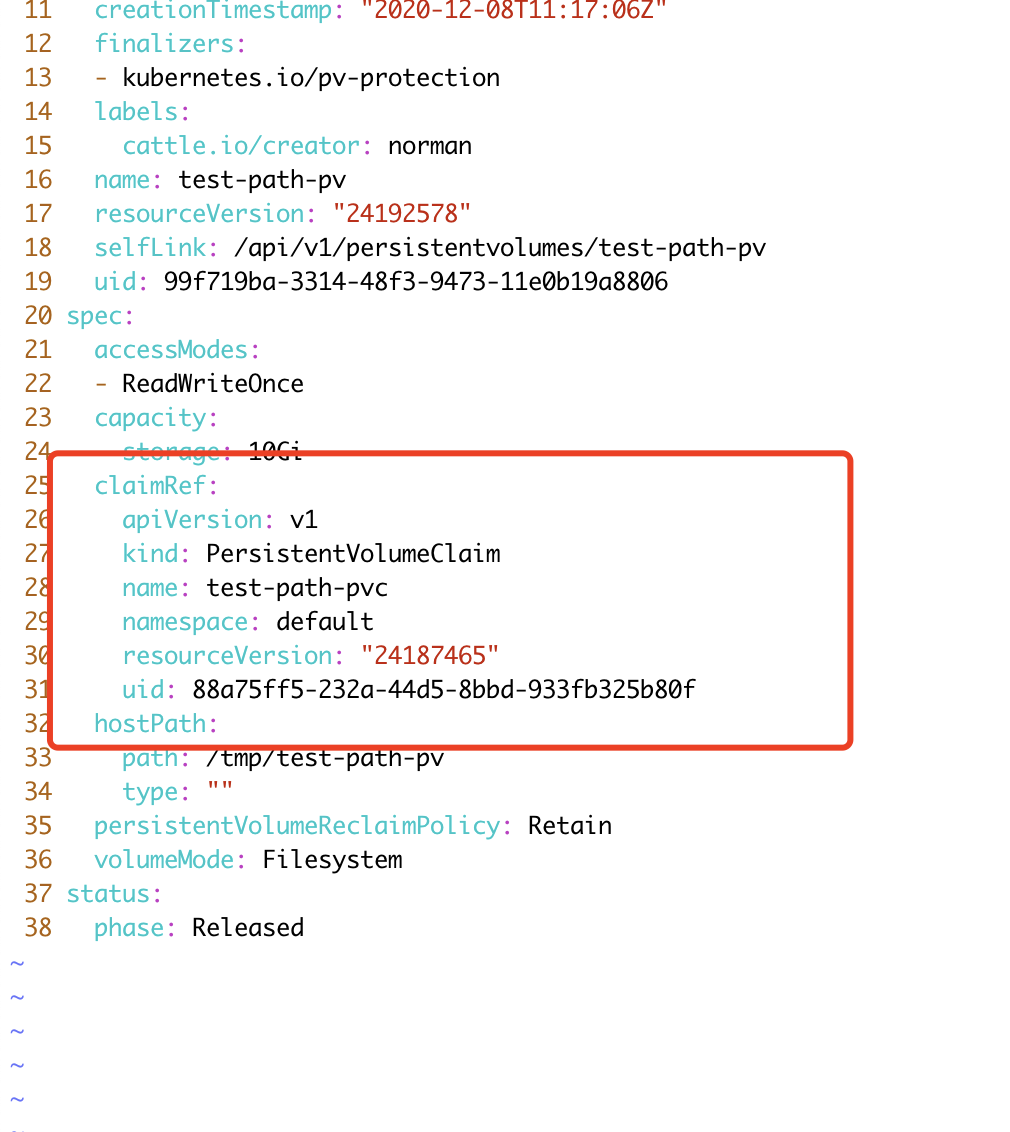 11   creationTimestamp: "2020-12-08T11:17:06Z"
12   finalizers:
13   - kubernetes.io/pv-protection
14   labels:
15     cattle.io/creator: norman
16   name: test-path-pv
17   resourceVersion: "24192578"
18   selfLink: /api/v1/persistentvolumes/test-path-pv
19   uid: 99f719ba-3314-48f3-9473-11e0b19a8806
20 spec:
21   accessModes:
22   - ReadWriteOnce
23   capacity:
24     storage: 10Gi
25   claimRef:
26     apiVersion: v1
27     kind: PersistentVolumeClaim
28     name: test-path-pvc
29     namespace: default
30     resourceVersion: "24187465"
31     uid: 88a75ff5-232a-44d5-8bbd-933fb325b80f
32   hostPath:
33     path: /tmp/test-path-pv
34     type: ""
35   persistentVolumeReclaimPolicy: Retain
36   volumeMode: Filesystem
37 status:
38   phase: Released
~
~
~
~
~
~